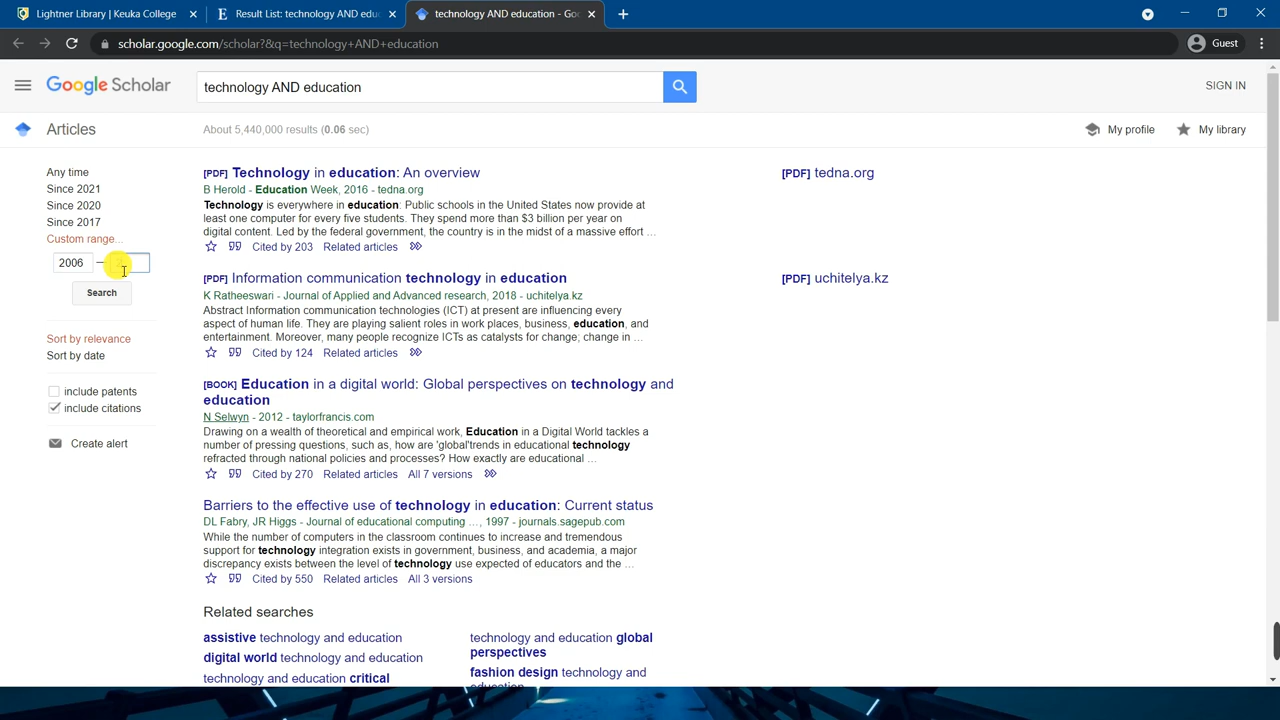 Lightner Library | Keuka College
Result List: technology AND educ
technology AND education - Goo
scholar.google.com/scholar?&q=technology+AND+education
Guest
Google Scholar
technology AND education
SIGN IN
Articles
About 5,440,000 results (0.06 sec)
My profile
My library
Any time
Since 2021
Since 2020
Since 2017
Custom range...
2006 —
Search
Sort by relevance
Sort by date
include patents
include citations
Create alert
[PDF] Technology in education: An overview
B Herold - Education Week, 2016 - tedna.org
Technology is everywhere in education: Public schools in the United States now provide at
least one computer for every five students. They spend more than $3 billion per year on
digital content. Led by the federal government, the country is in the midst of a massive effort ...
Cited by 203 Related articles
[PDF] tedna.org
[PDF] Information communication technology in education
K Ratheeswari - Journal of Applied and Advanced research, 2018 - uchitelya.kz
Abstract Information communication technologies (ICT) at present are influencing every
aspect of human life. They are playing salient roles in work places, business, education, and
entertainment. Moreover, many people recognize ICTs as catalysts for change; change in ...
Cited by 124 Related articles
[PDF] uchitelya.kz
[BOOK] Education in a digital world: Global perspectives on technology and
education
N Selwyn - 2012 - taylorfrancis.com
Drawing on a wealth of theoretical and empirical work, Education in a Digital World tackles a
number of pressing questions, such as, how are 'global'trends in educational technology
refracted through national policies and processes? How exactly are educational ...
Cited by 270 Related articles All 7 versions
Barriers to the effective use of technology in education: Current status
DL Fabry, JR Higgs - Journal of educational computing ..., 1997 - journals.sagepub.com
While the number of computers in the classroom continues to increase and tremendous
support for technology integration exists in government, business, and academia, a major
discrepancy exists between the level of technology use expected of educators and the ...
Cited by 550 Related articles All 3 versions
Related searches
assistive technology and education
digital world technology and education
technology and education critical
technology and education global
perspectives
fashion design technology and
education